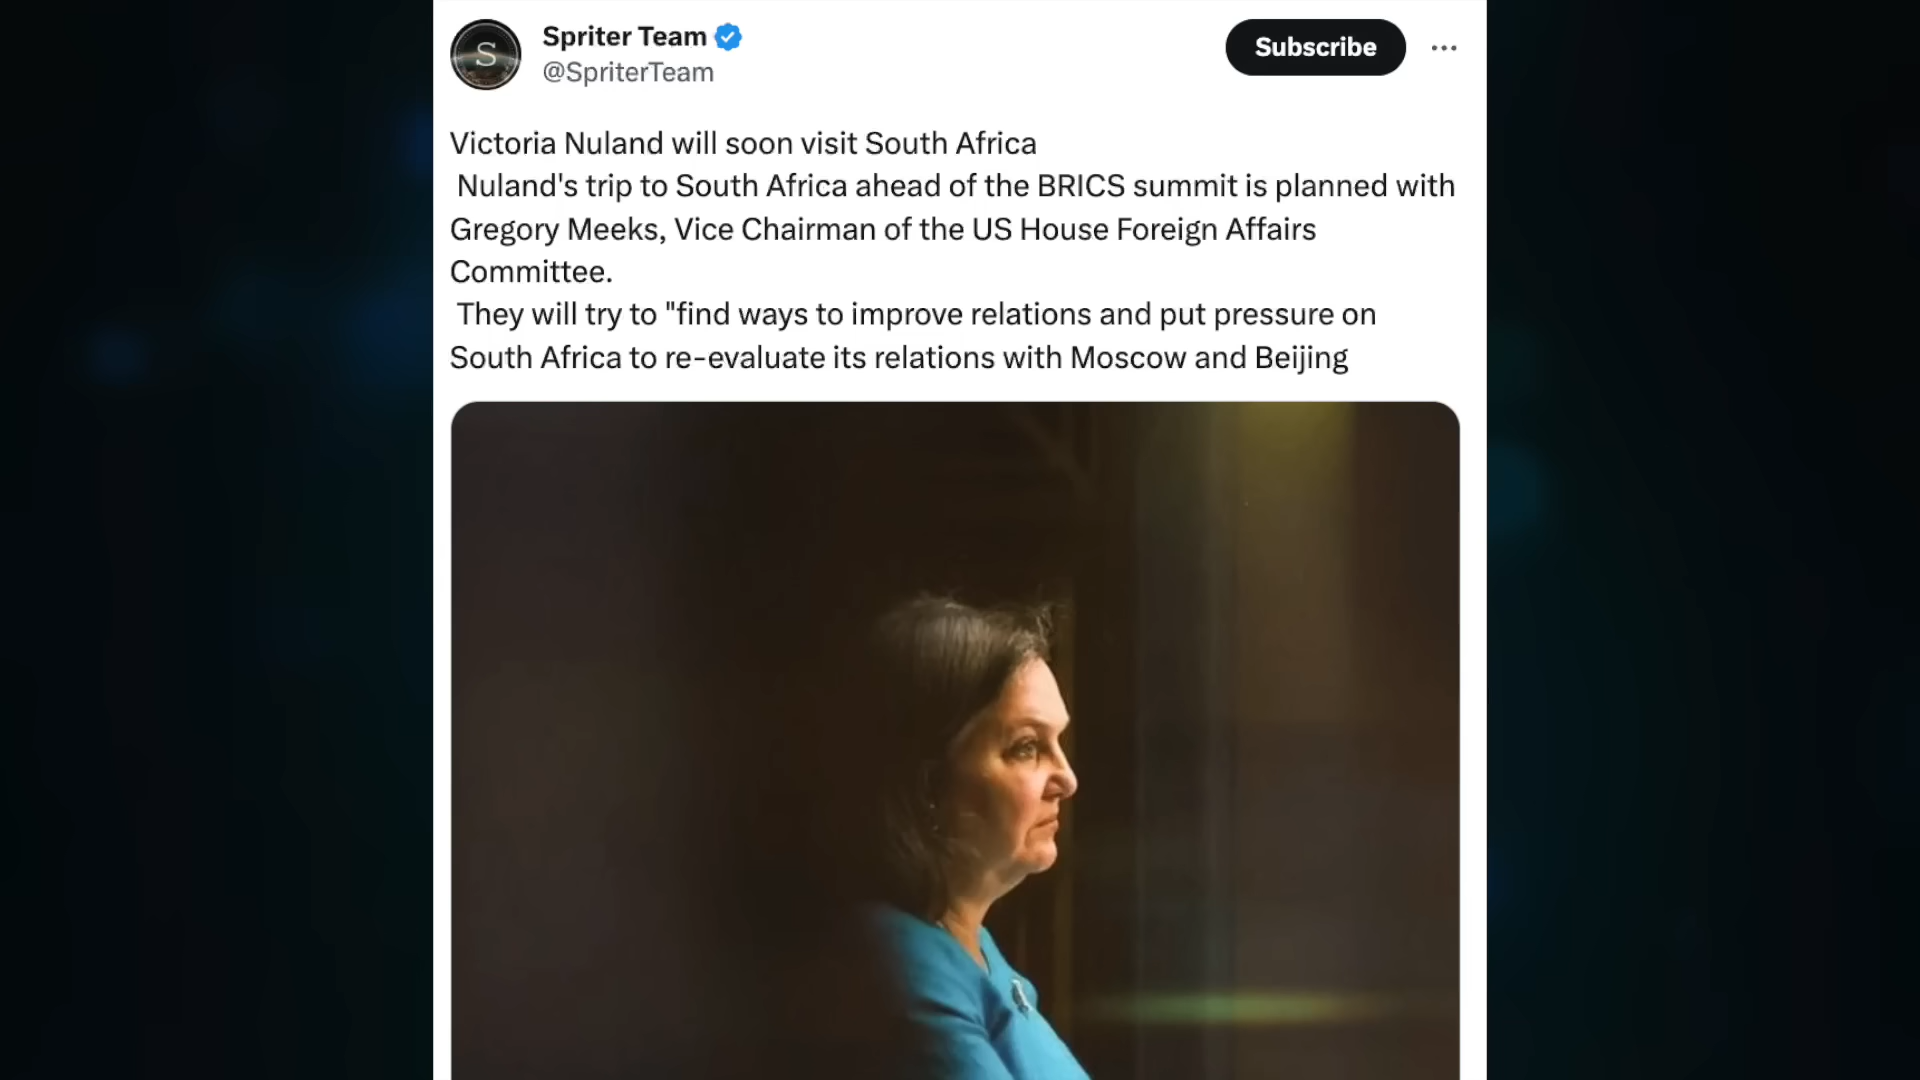 S
Spriter Team
@SpriterTeam
Subscribe
Victoria Nuland will soon visit South Africa
Nuland's trip to South Africa ahead of the BRICS summit is planned with
Gregory Meeks, Vice Chairman of the US House Foreign Affairs
Committee.
They will try to "find ways to improve relations and put pressure on
South Africa to re-evaluate its relations with Moscow and Beijing